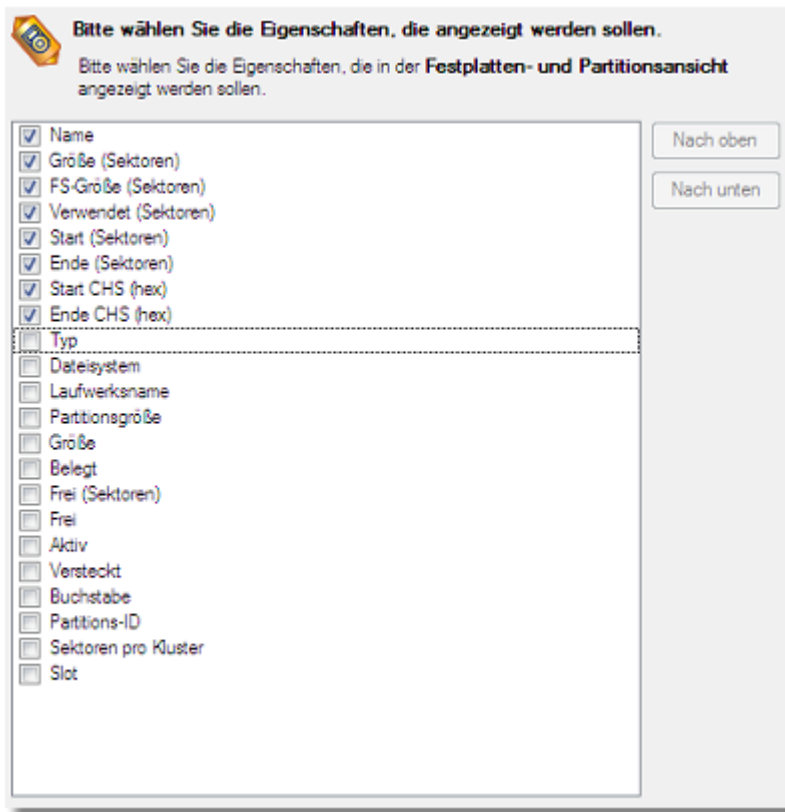 Bitte wählen Sie die Eigenschaften, die angezeigt werden sollen.
Bitte wählen Sie die Eigenschaften, die in der Festplatten- und Partitionsansicht
angezeigt werden sollen.
Name
Größe (Sektoren)
FS-Größe (Sektoren)
Verwendet (Sektoren)
Start (Sektoren)
Ende (Sektoren)
Start CHS (hex)
Ende CHS (hex)
Typ
Dateisystem
Laufwerksname
Partitionsgröße
Größe
Belegt
Frei (Sektoren)
Frei
Aktiv
Versteckt
Buchstabe
Partitions-ID
Sektoren pro Kluster
Slot
Nach oben
Nach unten